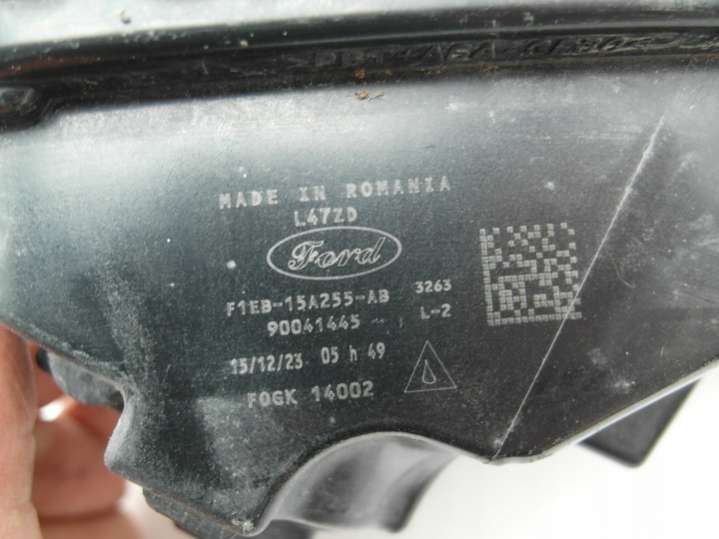 MADE IN ROMANIA
L47ZD
Ford
F1EB-15A255-AB 3263
90041445 L-2
15/12/23 05 h 49
FOGK 14002